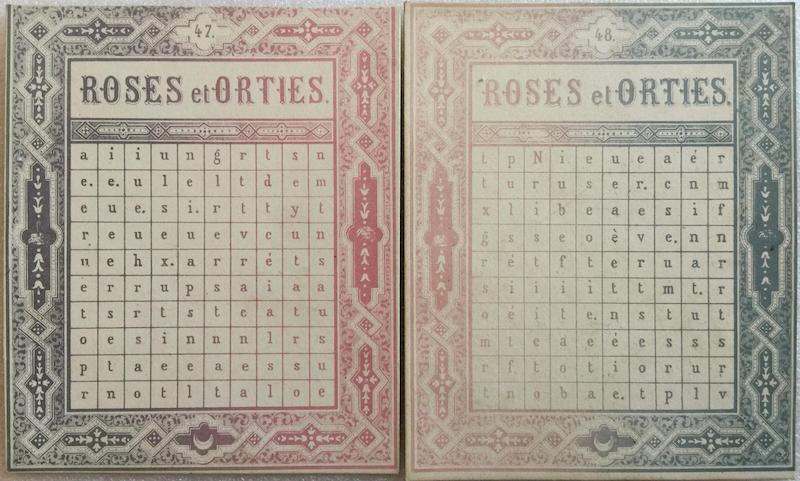 47.
ROSES et ORTIES.
a i i u n g r t s n
e. e. u l e l t d e m
e u e. s i. r t t y t
r e u e u e v c u n
u e h x. a r r é t s
e r r u p s a i a a
t s r t s t e a t u
o e s i n n n l r s
p t a e e a e s s u
r n o t l t a l o e
48.
ROSES et ORTIES.
t p N i e u e a é r
t u r u s e r. c n m
x l i b e a e s i f
g s s e o è v e. n n
r é t f t e r u a r
s i i i i t t m t. r
o é i t e. n s t u t
m t e a e é e s s s
r f t o t i o r u r
t n o b a e. t p l v